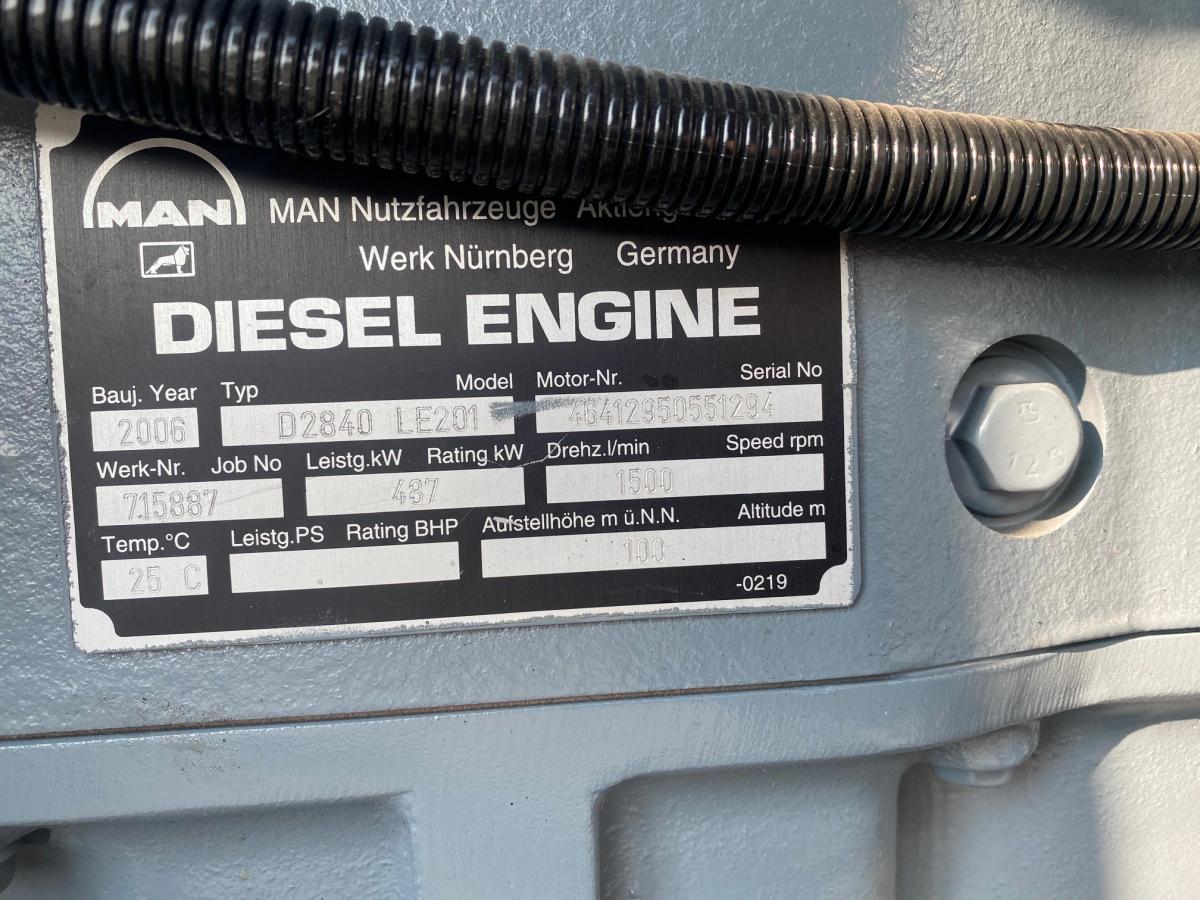 MAN
MAN Nutzfahrzeuge
Werk Nürnberg Germany
DIESEL ENGINE
Bauj. Year Typ Model Motor-Nr. Serial No
2006 D2840 LE201 46412950551294
Werk-Nr. Job No Leistg.kW Rating kW Drehz.l/min Speed rpm
715887 487 1500
Temp.°C Leistg.PS Rating BHP Aufstellhöhe m ü.N.N. Altitude m
25 C 100
-0219